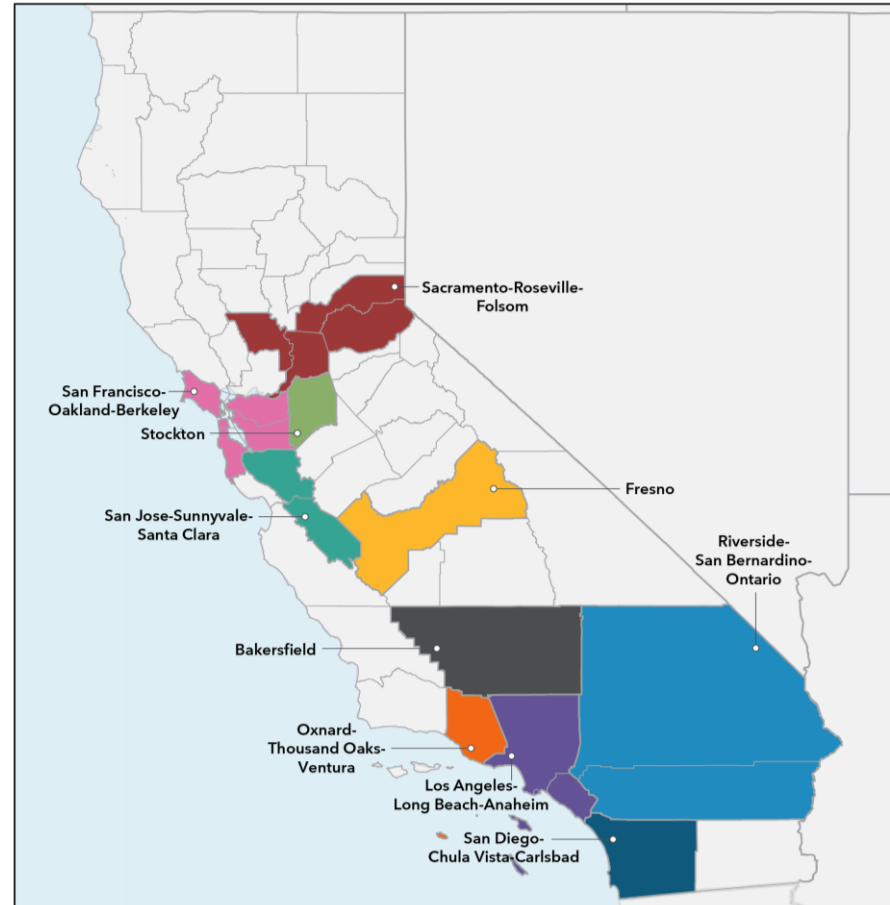 Sacramento-Roseville-
Folsom
San Francisco-
Oakland-Berkeley
Stockton
Fresno
San Jose-Sunnyvale-
Santa Clara
Riverside-
San Bernardino-
Ontario
Bakersfield
Oxnard-
Thousand Oaks-
Ventura
Los Angeles-
Long Beach-Anaheim
San Diego-
Chula Vista-Carlsbad